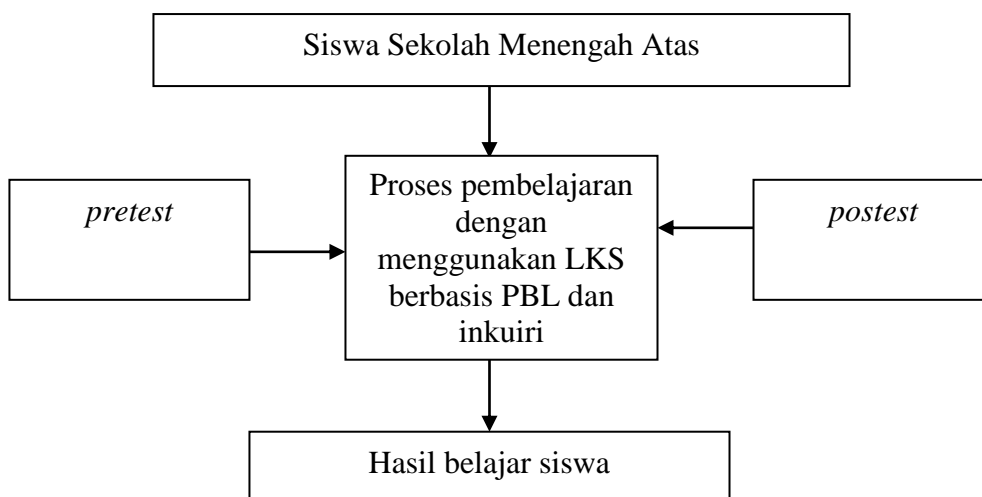 Siswa Sekolah Menengah Atas
pretest
Proses pembelajaran
dengan
menggunakan LKS
berbasis PBL dan
inkuiri
postest
Hasil belajar siswa